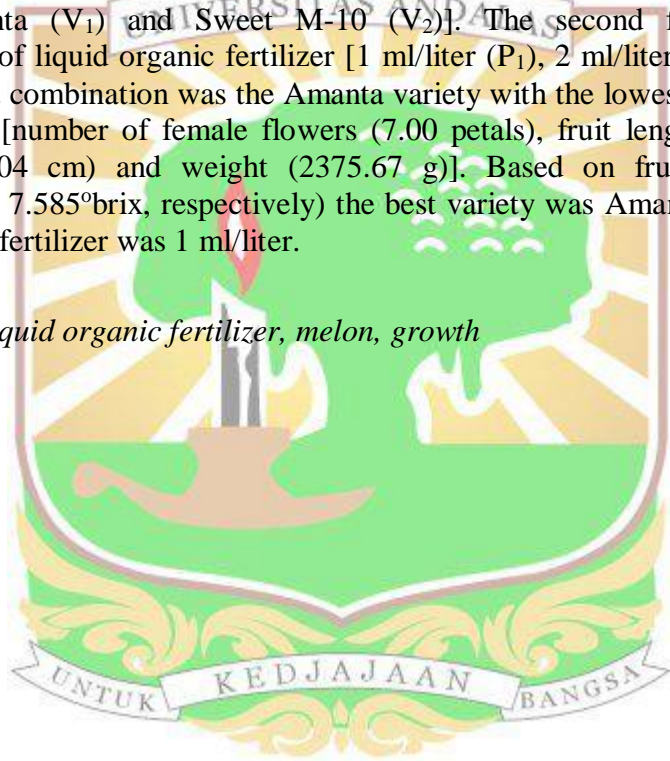 nta (V₁) and Sweet M-10 (V₂)]. The second
UNIVERSITAS ANDALAS
of liquid organic fertilizer [1 ml/liter (P₁), 2 ml/liter
combination was the Amanta variety with the lowes
[number of female flowers (7.00 petals), fruit leng
04 cm) and weight (2375.67 g)]. Based on fru
7.585°brix, respectively) the best variety was Amar
fertilizer was 1 ml/liter.
quid organic fertilizer, melon, growth
UNTUK KEDJAJAAN BANGSA